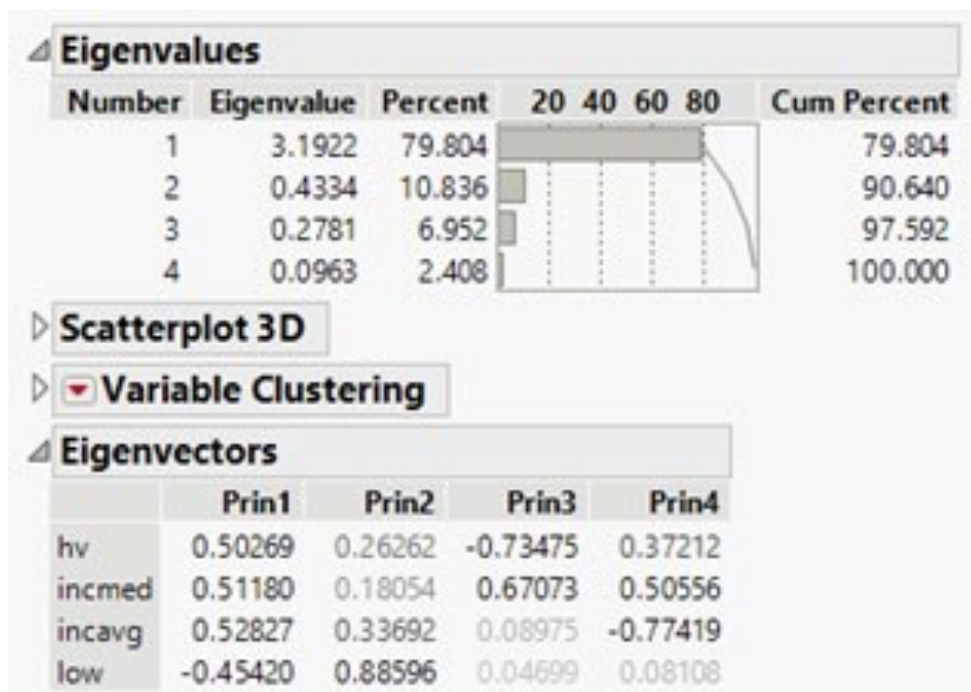 Eigenvalues
Number Eigenvalue Percent 20 40 60 80 Cum Percent
1 3.1922 79.804 79.804
2 0.4334 10.836 90.640
3 0.2781 6.952 97.592
4 0.0963 2.408 100.000
Scatterplot 3D
Variable Clustering
Eigenvectors
Prin1 Prin2 Prin3 Prin4
hv 0.50269 0.26262 -0.73475 0.37212
incmed 0.51180 0.18054 0.67073 0.50556
incavg 0.52827 0.33692 0.08975 -0.77419
low -0.45420 0.88596 0.04699 0.08108